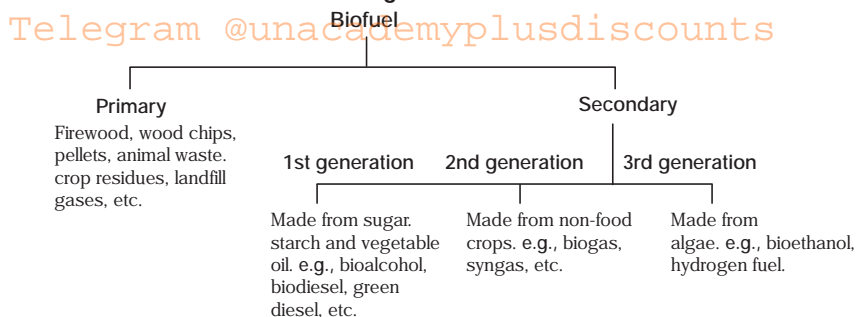 Biofuel
Telegram @unacademyplusdiscounts
Primary
Firewood, wood chips,
pellets, animal waste.
crop residues, landfill
gases, etc.
Secondary
1st generation
2nd generation
3rd generation
Made from sugar.
starch and vegetable
oil. e.g., bioalcohol,
biodiesel, green
diesel, etc.
Made from non-food
crops. e.g., biogas,
syngas, etc.
Made from
algae. e.g., bioethanol,
hydrogen fuel.